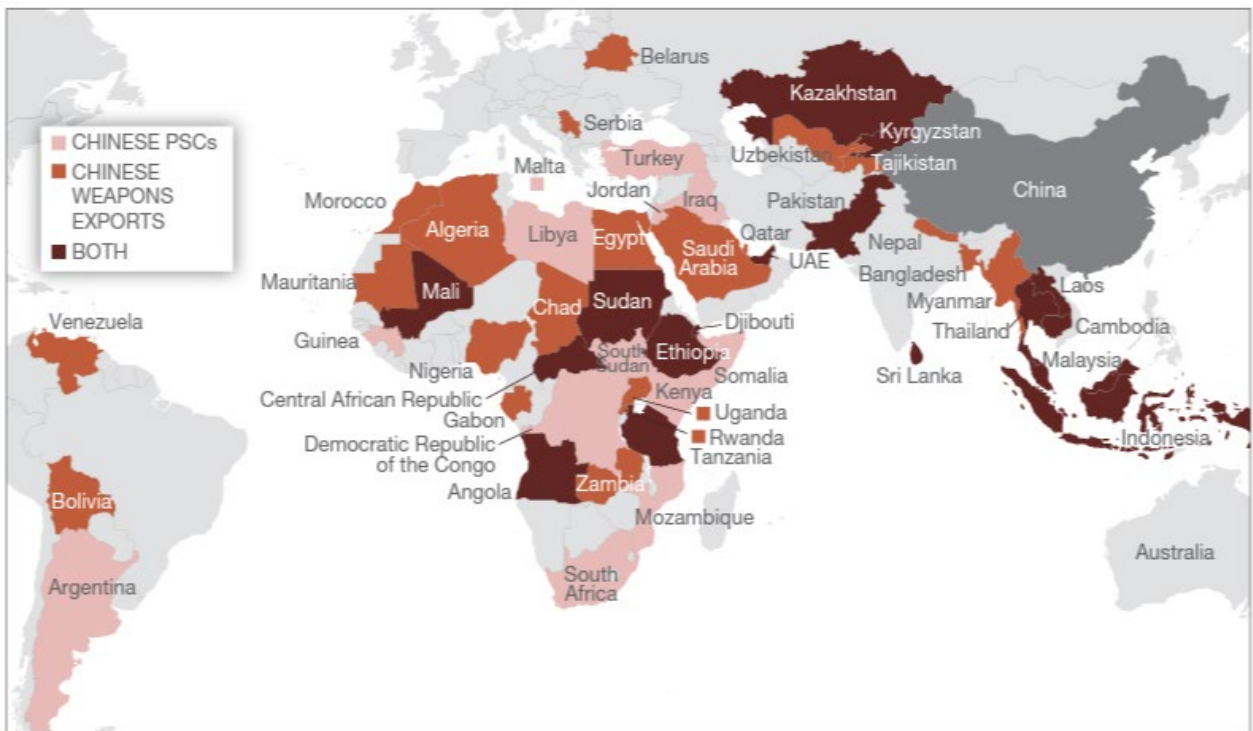 CHINESE PSCs
CHINESE
WEAPONS
EXPORTS
BOTH
Belarus
Serbia
Malta
Turkey
Jordan
Iraq
Kazakhstan
Kyrgyzstan
Uzbekistan
Tajikistan
China
Pakistan
Qatar
UAE
Nepal
Bangladesh
Myanmar
Laos
Thailand
Cambodia
Malaysia
Sri Lanka
Indonesia
Australia
Morocco
Algeria
Libya
Egypt
Saudi
Arabia
Mauritania
Mali
Chad
Sudan
Djibouti
Guinea
Nigeria
South
Sudan
Ethiopia
Somalia
Central African Republic
Kenya
Gabon
Uganda
Democratic Republic
of the Congo
Rwanda
Tanzania
Angola
Zambia
Mozambique
South
Africa
Venezuela
Bolivia
Argentina